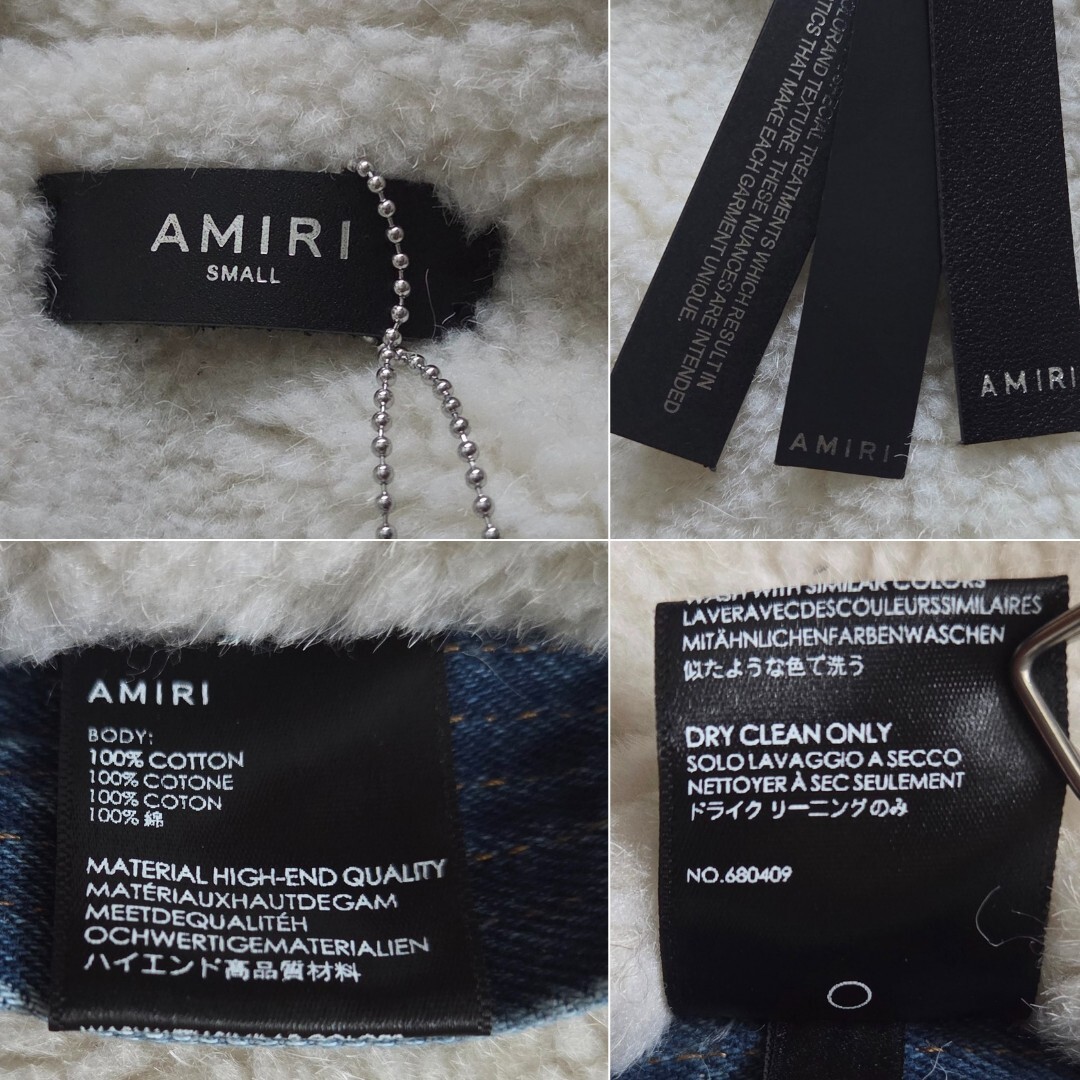 AMIRI
SMALL
COLOR AND TEXTURE. THESE NUANCES ARE INTENDED
TREATMENTS WHICH RESULT IN
THAT MAKE EACH GARMENT UNIQUE.
AMIRI
AMIRI
AMIRI
BODY:
100% COTTON
100% COTONE
100% COTON
100% 綿
MATERIAL HIGH-END QUALITY
MATÉRIAUXHAUTDEGAM
MEETDEQUALITÉH
OCHWERTIGEMATERIALIEN
ハイエンド高品質材料
WASH WITH SIMILAR COLORS
LAVERAVECDESCOULEURSSIMILAIRES
MITÄHNLICHENFARBENWASCHEN
似たような色で洗う
DRY CLEAN ONLY
SOLO LAVAGGIO A SECCO
NETTOYER À SEC SEULEMENT
ドライク リーニングのみ
NO.680409